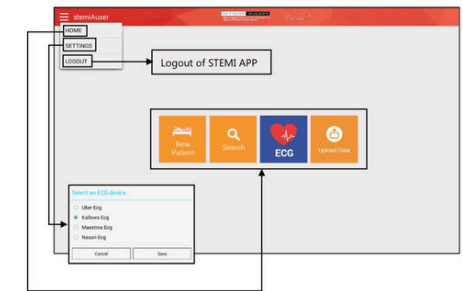 stemiAuser
HOME
SETTINGS
LOGOUT
Logout of STEMI APP
New
Patient
Search
ECG
Upload Data
Select an ECG device
Uber Ecg
Kallows Ecg
Maestros Ecg
Nasan Ecg
Cancel
Save